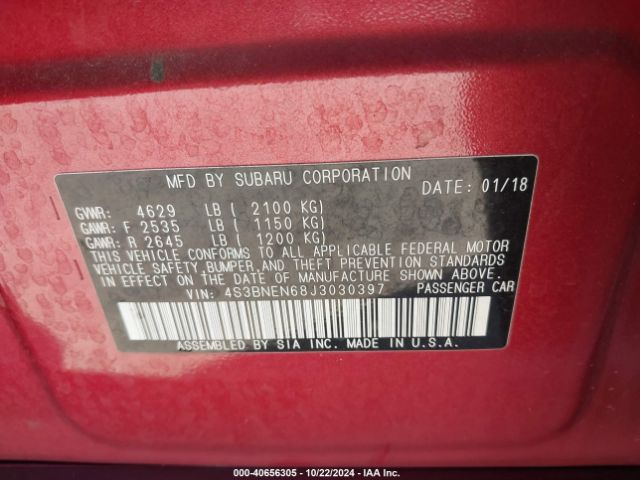 MFD BY SUBARU CORPORATION
DATE: 01/18
GVWR: 4629 LB ( 2100 KG)
GAWR: F 2535 LB ( 1150 KG)
GAWR: R 2645 LB ( 1200 KG)
THIS VEHICLE CONFORMS TO ALL APPLICABLE FEDERAL MOTOR
VEHICLE SAFETY, BUMPER, AND THEFT PREVENTION STANDARDS
IN EFFECT ON THE DATE OF MANUFACTURE SHOWN ABOVE.
VIN: 4S3BNEN68J3030397 PASSENGER CAR
ASSEMBLED BY SIA INC. MADE IN U.S.A.
000-40656305 - 10/22/2024 - IAA Inc.